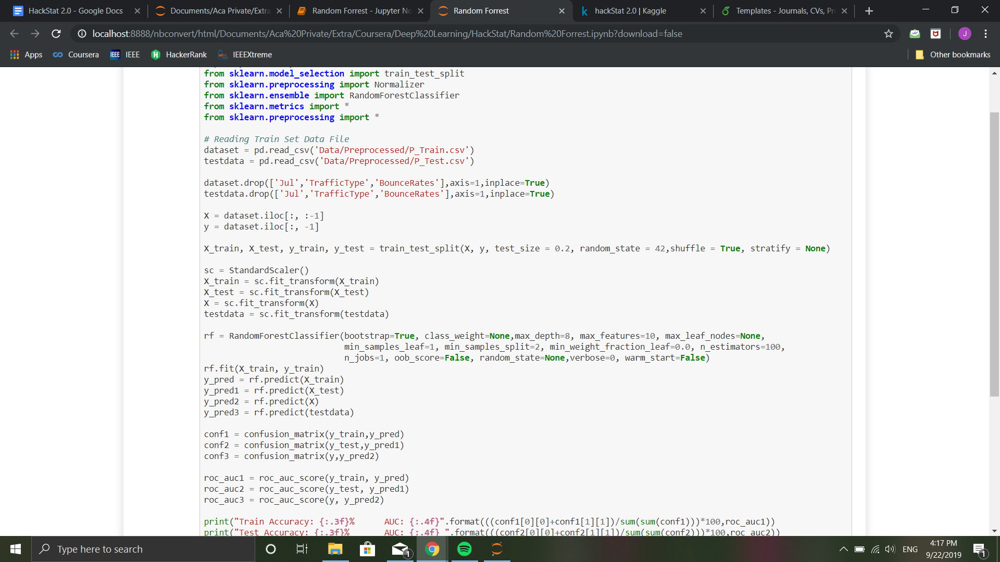 HackStat 2.0 - Google Docs
Documents/Aca Private/Extra
Random Forrest - Jupyter No
Random Forrest
hackStat 2.0 | Kaggle
Templates - Journals, CVs, Pre
localhost:8888/nbconvert/html/Documents/Aca%20Private/Extra/Coursera/Deep%20Learning/HackStat/Random%20Forrest.ipynb?download=false
J
Apps
Coursera
IEEE IEEE
H HackerRank
IEEEXtreme
Other bookmarks
from sklearn.model_selection import train_test_split
from sklearn.preprocessing import Normalizer
from sklearn.ensemble import RandomForestClassifier
from sklearn.metrics import *
from sklearn.preprocessing import *
# Reading Train Set Data File
dataset = pd.read_csv('Data/Preprocessed/P_Train.csv')
testdata = pd.read_csv('Data/Preprocessed/P_Test.csv')
dataset.drop(['Jul','TrafficType','BounceRates'],axis=1,inplace=True)
testdata.drop(['Jul','TrafficType','BounceRates'],axis=1,inplace=True)
X = dataset.iloc[:, :-1]
y = dataset.iloc[:, -1]
X_train, X_test, y_train, y_test = train_test_split(X, y, test_size = 0.2, random_state = 42,shuffle = True, stratify = None)
sc = StandardScaler()
X_train = sc.fit_transform(X_train)
X_test = sc.fit_transform(X_test)
X = sc.fit_transform(X)
testdata = sc.fit_transform(testdata)
rf = RandomForestClassifier(bootstrap=True, class_weight=None,max_depth=8, max_features=10, max_leaf_nodes=None,
min_samples_leaf=1, min_samples_split=2, min_weight_fraction_leaf=0.0, n_estimators=100,
n_jobs=1, oob_score=False, random_state=None,verbose=0, warm_start=False)
rf.fit(X_train, y_train)
y_pred = rf.predict(X_train)
y_pred1 = rf.predict(X_test)
y_pred2 = rf.predict(X)
y_pred3 = rf.predict(testdata)
conf1 = confusion_matrix(y_train,y_pred)
conf2 = confusion_matrix(y_test,y_pred1)
conf3 = confusion_matrix(y,y_pred2)
roc_auc1 = roc_auc_score(y_train, y_pred)
roc_auc2 = roc_auc_score(y_test, y_pred1)
roc_auc3 = roc_auc_score(y, y_pred2)
print("Train Accuracy: {:.3f}%      AUC: {:.4f}".format(((conf1[0][0]+conf1[1][1])/sum(sum(conf1)))*100,roc_auc1))
print("Test Accuracy: {:.3f}%       AUC: {:.4f} ".format(((conf2[0][0]+conf2[1][1])/sum(sum(conf2)))*100,roc_auc2))
Type here to search
1
ENG
4:17 PM
9/22/2019
1